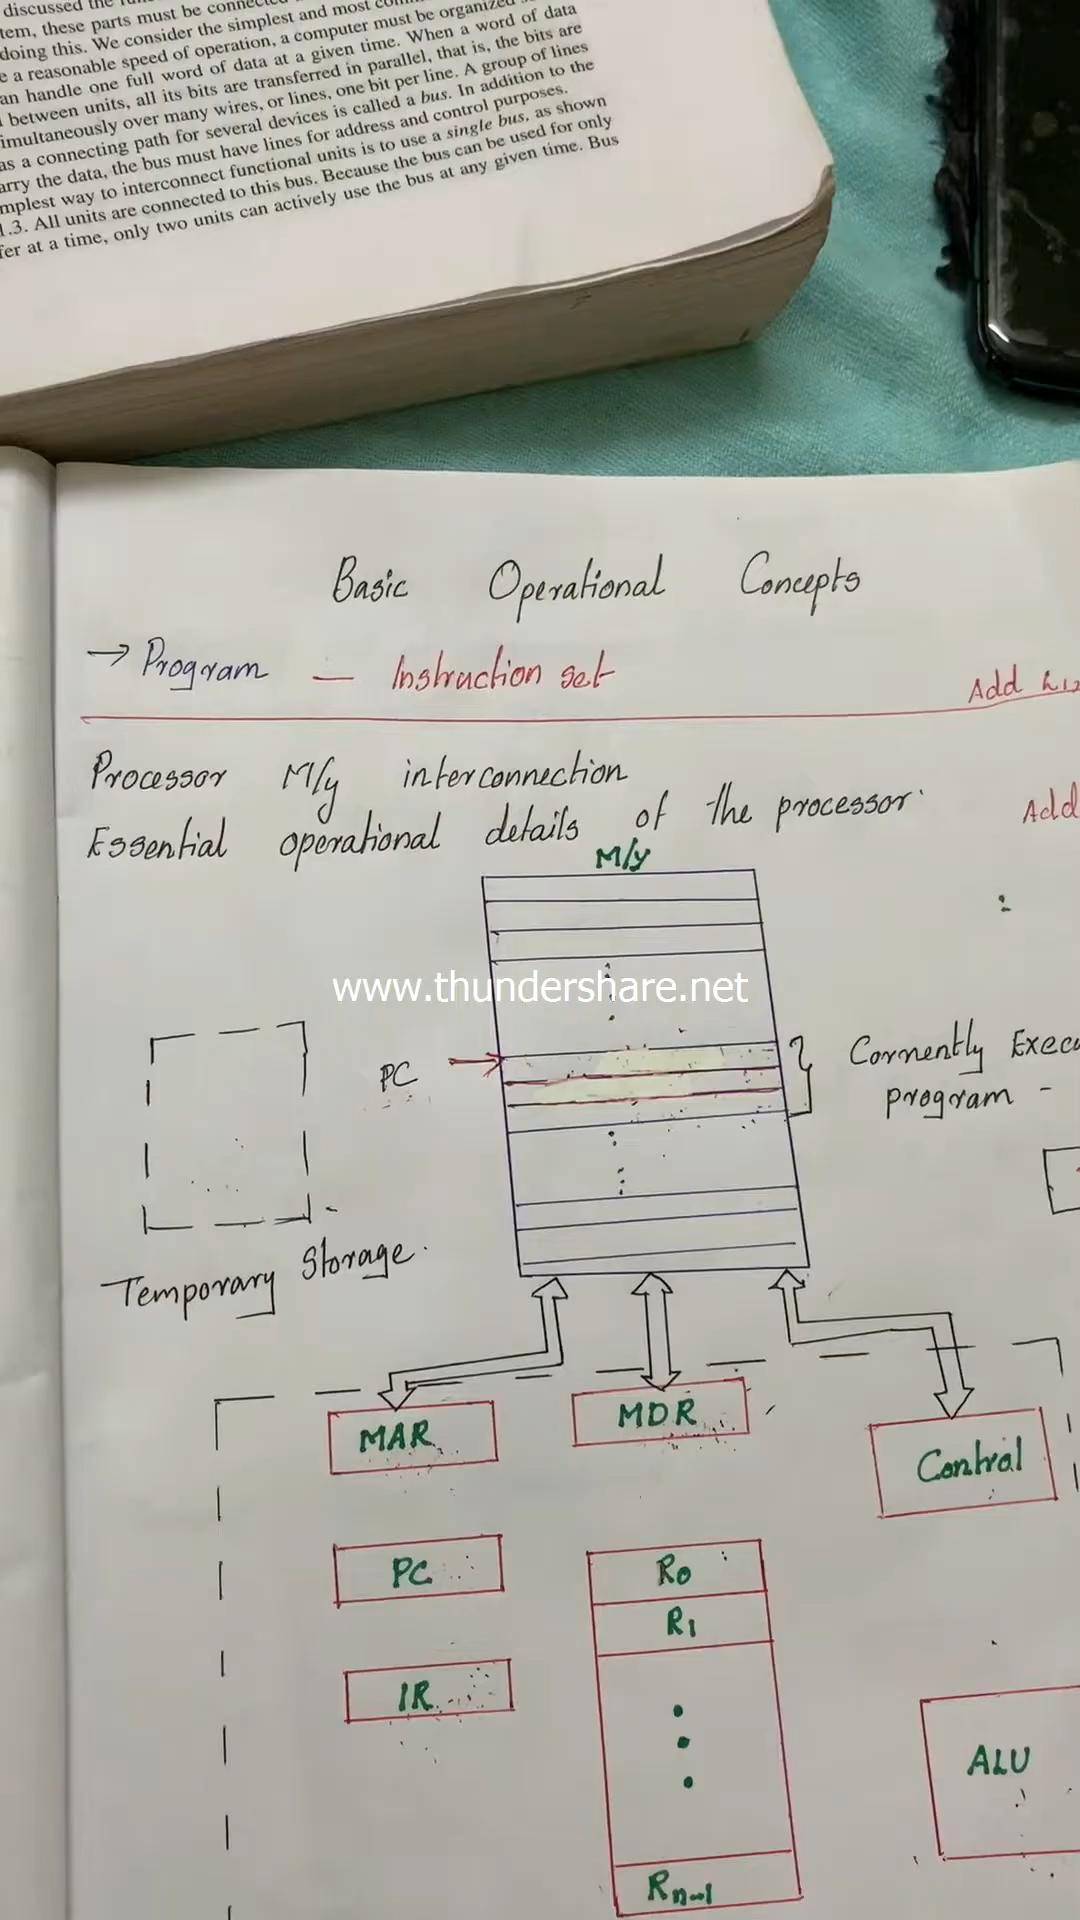 discussed the
tem, these parts must be connected
doing this. We consider the simplest and most
e a reasonable speed of operation, a computer must be organized
an handle one full word of data at a given time. When a word of data
between units, all its bits are transferred in parallel, that is, the bits are
imultaneously over many wires, or lines, one bit per line. A group of lines
as a connecting path for several devices is called a bus. In addition to the
arry the data, the bus must have lines for address and control purposes.
mplest way to interconnect functional units is to use a single bus, as shown
1.3. All units are connected to this bus. Because the bus can be used for only
fer at a time, only two units can actively use the bus at any given time. Bus
Basic Operational Concepts
→ Program — Instruction set
Add
Processor M/y interconnection
Essential operational details of the processor.
Add
M/y
www.thundershare.net
PC
Cornently Execu
program -
Temporary Storage.
MAR
MDR
Control
PC
R0
R1
IR
ALU
Rn-1